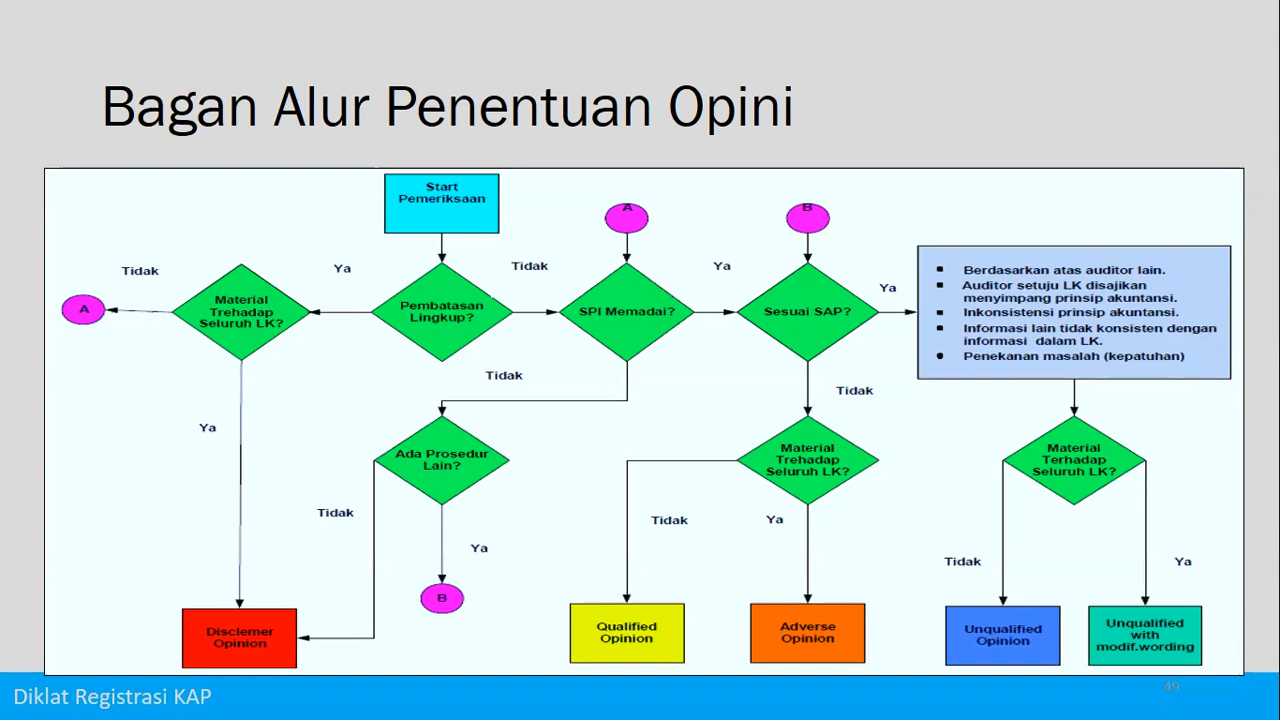 Bagan Alur Penentuan Opini
Start
Pemeriksaan
A
B
Tidak
Ya
Tidak
Ya
Ya
A
Material
Trehadap
Seluruh LK?
Pembatasan
Lingkup?
SPI Memadai?
Sesuai SAP?
Berdasarkan atas auditor lain.
Auditor setuju LK disajikan
menyimpang prinsip akuntansi.
Inkonsistensi prinsip akuntansi.
Informasi lain tidak konsisten dengan
informasi dalam LK.
Penekanan masalah (kepatuhan)
Tidak
Tidak
Ya
Ada Prosedur
Lain?
Material
Trehadap
Seluruh LK?
Material
Terhadap
Seluruh LK?
Tidak
Ya
Tidak
Ya
Tidak
Ya
B
Disclemer
Opinion
Qualified
Opinion
Adverse
Opinion
Unqualified
Opinion
Unqualified
with
modif.wording
Diklat Registrasi KAP
49